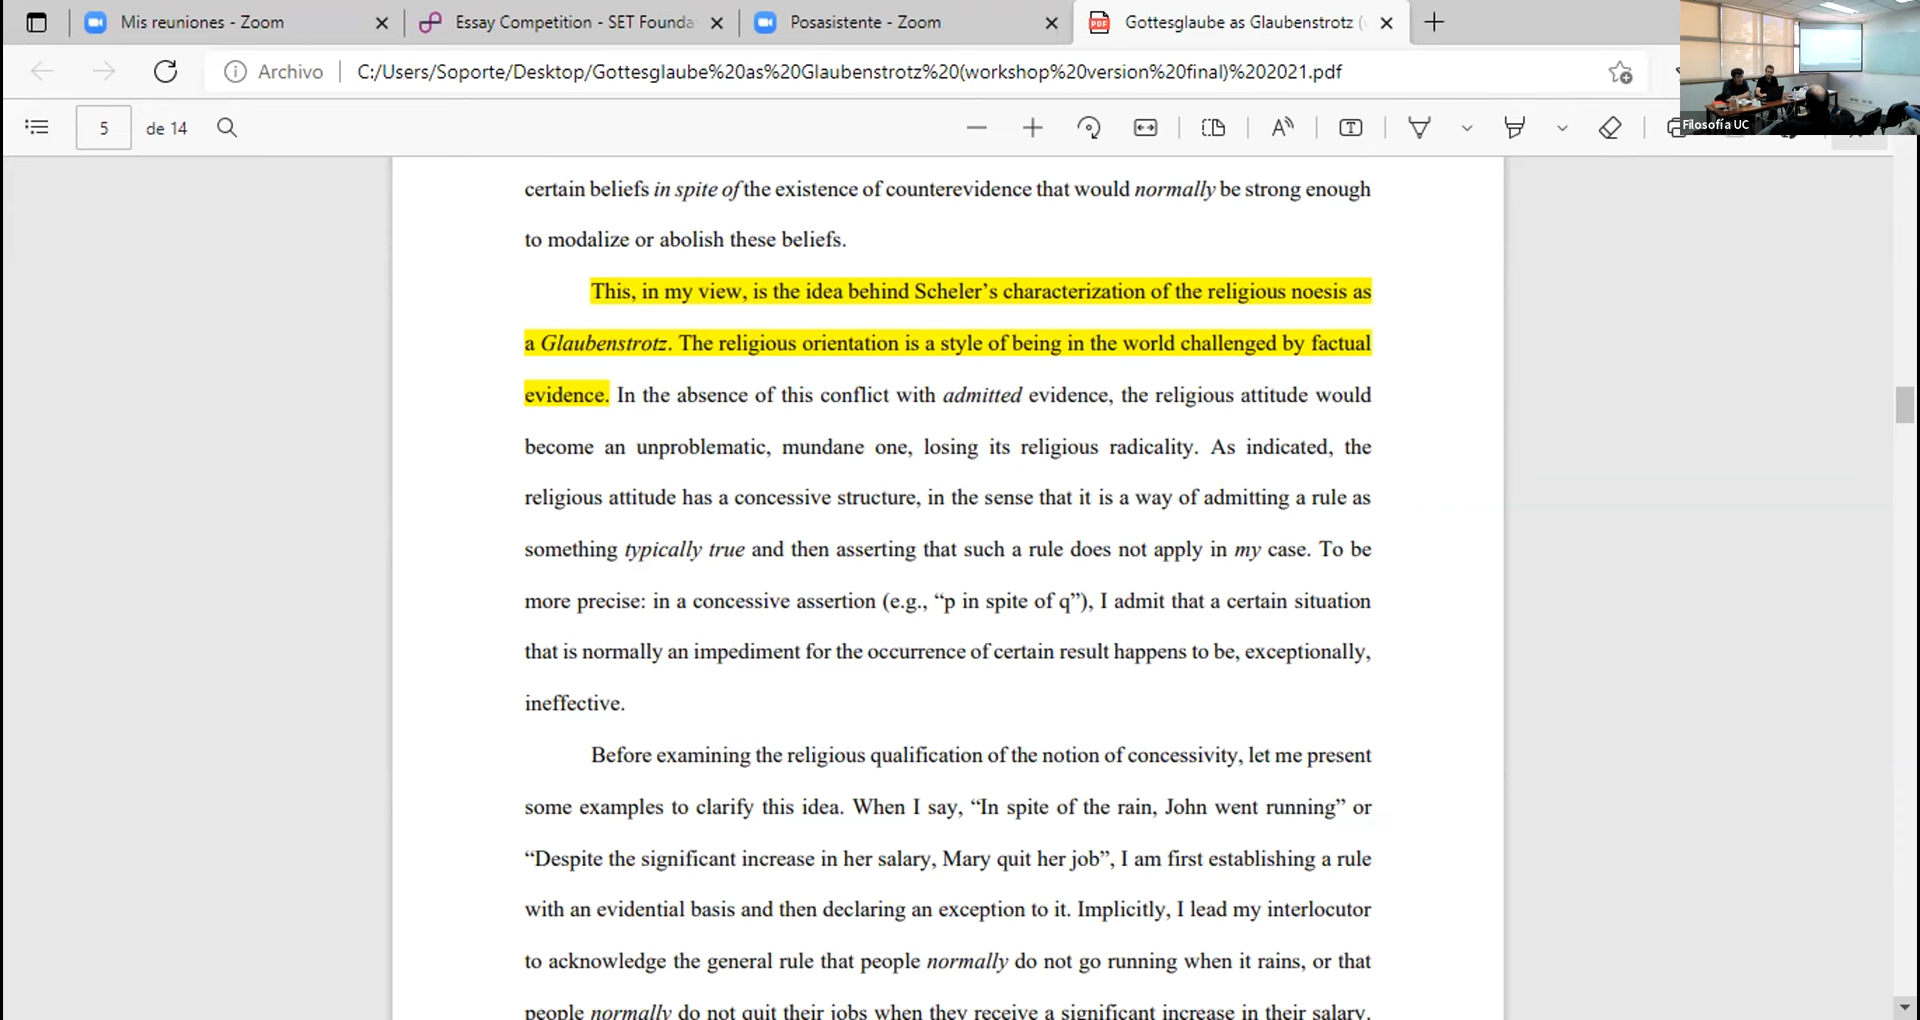 Mis reuniones - Zoom
Essay Competition - SET Founda
Posasistente - Zoom
Gottesglaube as Glaubenstrotz (
Archivo
C:/Users/Soporte/Desktop/Gottesglaube%20as%20Glaubenstrotz%20(workshop%20version%20final)%202021.pdf
5 de 14
Filosofía UC
certain beliefs in spite of the existence of counterevidence that would normally be strong enough
to modalize or abolish these beliefs.
This, in my view, is the idea behind Scheler’s characterization of the religious noesis as
a Glaubenstrotz. The religious orientation is a style of being in the world challenged by factual
evidence. In the absence of this conflict with admitted evidence, the religious attitude would
become an unproblematic, mundane one, losing its religious radicality. As indicated, the
religious attitude has a concessive structure, in the sense that it is a way of admitting a rule as
something typically true and then asserting that such a rule does not apply in my case. To be
more precise: in a concessive assertion (e.g., “p in spite of q”), I admit that a certain situation
that is normally an impediment for the occurrence of certain result happens to be, exceptionally,
ineffective.
Before examining the religious qualification of the notion of concessivity, let me present
some examples to clarify this idea. When I say, “In spite of the rain, John went running” or
“Despite the significant increase in her salary, Mary quit her job”, I am first establishing a rule
with an evidential basis and then declaring an exception to it. Implicitly, I lead my interlocutor
to acknowledge the general rule that people normally do not go running when it rains, or that
people normally do not quit their jobs when they receive a significant increase in their salary.